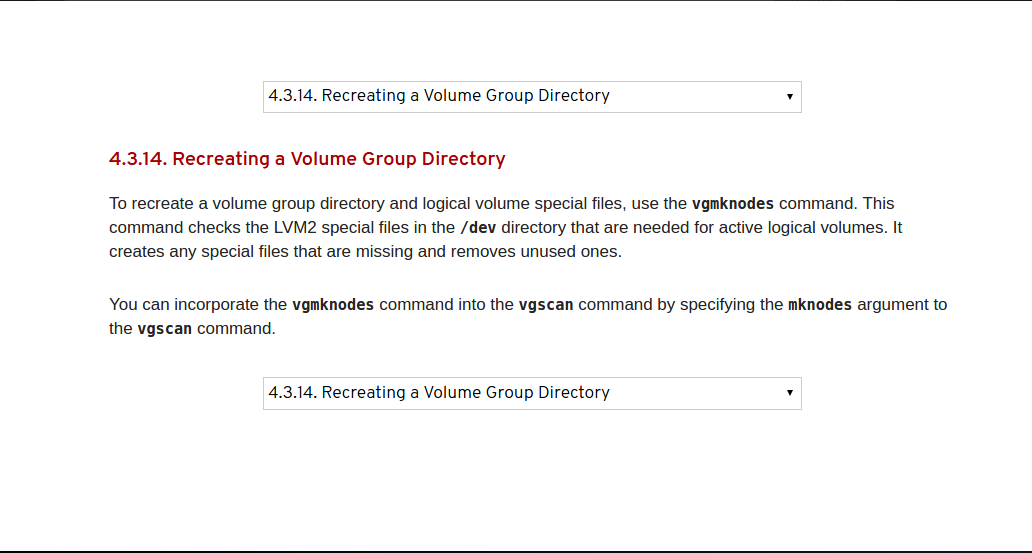 4.3.14. Recreating a Volume Group Directory
4.3.14. Recreating a Volume Group Directory
To recreate a volume group directory and logical volume special files, use the vgmknodes command. This
command checks the LVM2 special files in the /dev directory that are needed for active logical volumes. It
creates any special files that are missing and removes unused ones.
You can incorporate the vgmknodes command into the vgscan command by specifying the mknodes argument to
the vgscan command.
4.3.14. Recreating a Volume Group Directory